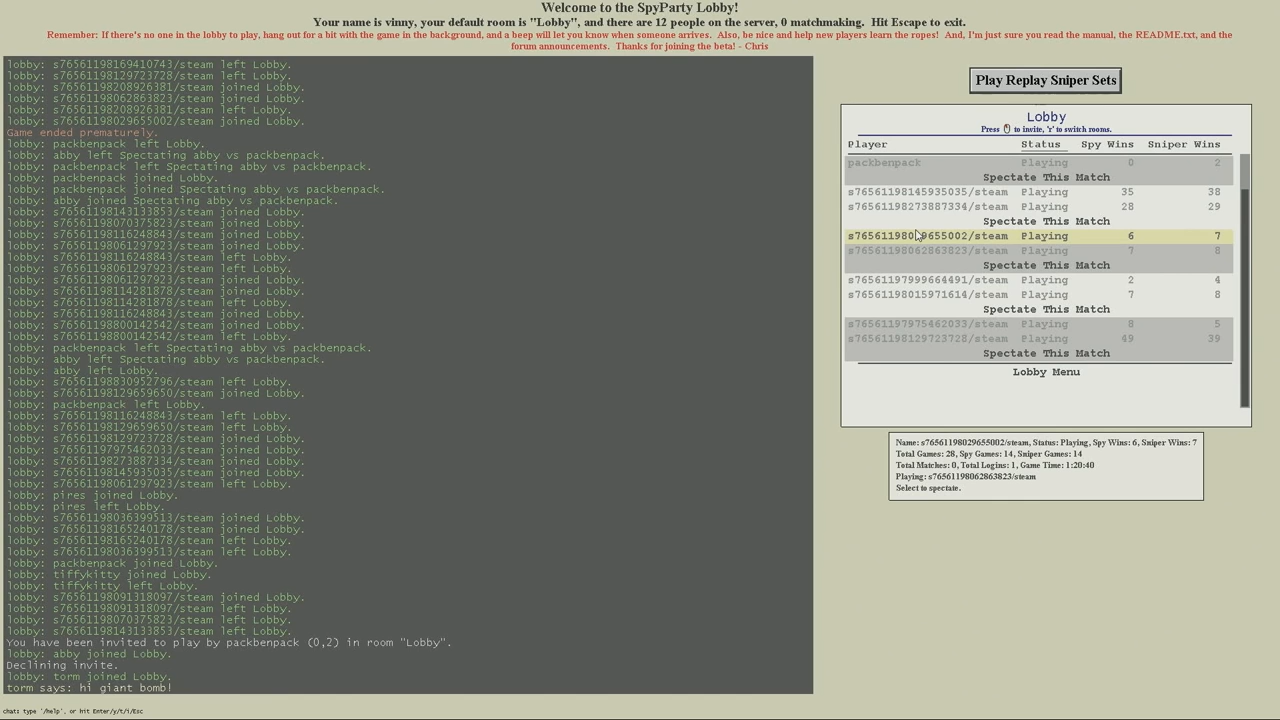 Welcome to the SpyParty Lobby!
Your name is vinny, your default room is "Lobby", and there are 12 people on the server, 0 matchmaking. Hit Escape to exit.
Remember: If there's no one in the lobby to play, hang out for a bit with the game in the background, and a beep will let you know when someone arrives. Also, be nice and help new players learn the ropes! And, I'm just sure you read the manual, the README.txt, and the
forum announcements. Thanks for joining the beta! - Chris
lobby: s76561198169410743/steam left Lobby.
lobby: s76561198129723728/steam left Lobby.
lobby: s76561198208926381/steam joined Lobby.
lobby: s76561198062863823/steam joined Lobby.
lobby: s76561198208926381/steam left Lobby.
lobby: s76561198029655002/steam joined Lobby.
Game ended prematurely.
lobby: packbenpack left Lobby.
lobby: abby left Spectating abby vs packbenpack.
lobby: packbenpack left Spectating abby vs packbenpack.
lobby: packbenpack joined Lobby.
lobby: packbenpack joined Spectating abby vs packbenpack.
lobby: abby joined Spectating abby vs packbenpack.
lobby: s76561198143133853/steam joined Lobby.
lobby: s76561198070375823/steam joined Lobby.
lobby: s76561198116248843/steam joined Lobby.
lobby: s76561198061297923/steam joined Lobby.
lobby: s76561198116248843/steam left Lobby.
lobby: s76561198061297923/steam left Lobby.
lobby: s76561198061297923/steam joined Lobby.
lobby: s76561198114281878/steam joined Lobby.
lobby: s76561198114281878/steam left Lobby.
lobby: s76561198116248843/steam joined Lobby.
lobby: s76561198800142542/steam joined Lobby.
lobby: s76561198800142542/steam left Lobby.
lobby: packbenpack left Spectating abby vs packbenpack.
lobby: abby left Spectating abby vs packbenpack.
lobby: abby left Lobby.
lobby: s76561198830952796/steam left Lobby.
lobby: s76561198129659650/steam joined Lobby.
lobby: packbenpack left Lobby.
lobby: s76561198116248843/steam left Lobby.
lobby: s76561198129659650/steam left Lobby.
lobby: s76561198129723728/steam joined Lobby.
lobby: s76561197975462033/steam joined Lobby.
lobby: s76561198273887334/steam joined Lobby.
lobby: s76561198145935035/steam joined Lobby.
lobby: s76561198061297923/steam left Lobby.
lobby: pires joined Lobby.
lobby: pires left Lobby.
lobby: s76561198036399513/steam joined Lobby.
lobby: s76561198165240178/steam joined Lobby.
lobby: s76561198165240178/steam left Lobby.
lobby: s76561198036399513/steam left Lobby.
lobby: packbenpack joined Lobby.
lobby: tiffykitty joined Lobby.
lobby: tiffykitty left Lobby.
lobby: s76561198091318097/steam joined Lobby.
lobby: s76561198091318097/steam left Lobby.
lobby: s76561198070375823/steam left Lobby.
lobby: s76561198143133853/steam left Lobby.
You have been invited to play by packbenpack (0,2) in room "Lobby".
lobby: abby joined Lobby.
Declining invite.
lobby: torm joined Lobby.
torm says: hi giant bomb!
chat: type '/help', or hit Enter/y/t/i/Esc
Play Replay Sniper Sets
Lobby
Press to invite, 'r' to switch rooms.
Player Status Spy Wins Sniper Wins
packbenpack Playing 0 2
Spectate This Match
s76561198145935035/steam Playing 35 38
s76561198273887334/steam Playing 28 29
Spectate This Match
s76561198029655002/steam Playing 6 7
s76561198062863823/steam Playing 7 8
Spectate This Match
s76561197999664491/steam Playing 2 4
s76561198015971614/steam Playing 7 8
Spectate This Match
s76561197975462033/steam Playing 8 5
s76561198129723728/steam Playing 49 39
Spectate This Match
Lobby Menu
Name: s76561198029655002/steam, Status: Playing, Spy Wins: 6, Sniper Wins: 7
Total Games: 28, Spy Games: 14, Sniper Games: 14
Total Matches: 0, Total Logins: 1, Game Time: 1:20:40
Playing: s76561198062863823/steam
Select to spectate.